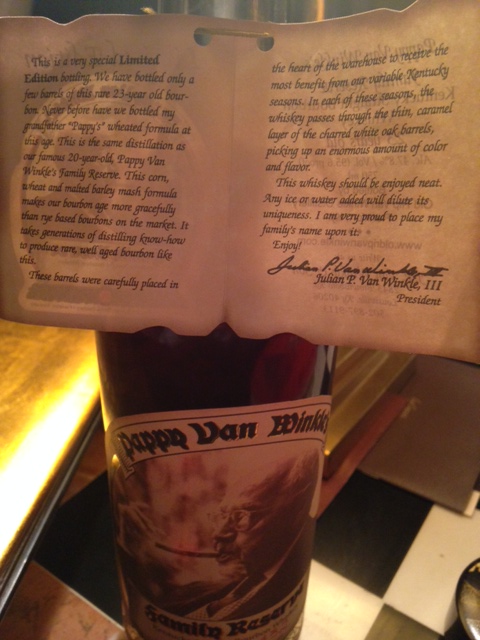 This is a very special Limited
Edition bottling. We have bottled only a
few barrels of this rare 23-year-old bour-
bon. Never before have we bottled my
grandfather "Pappy's" wheated formula at
this age. This is the same distillation as
our famous 20-year-old, Pappy Van
Winkle's Family Reserve. This corn,
wheat and malted barley mash formula
makes our bourbon age more gracefully
than rye based bourbons on the market. It
takes generations of distilling know-how
to produce rare, well aged bourbon like
this.
These barrels were carefully placed in
the heart of the warehouse to receive the
most benefit from our variable Kentucky
seasons. In each of these seasons, the
whiskey passes through the thin, caramel
layer of the charred white oak barrels,
picking up an enormous amount of color
and flavor.
This whiskey should be enjoyed neat.
Any ice or water added will dilute its
uniqueness. I am very proud to place my
family's name upon it.
Enjoy!
Julian P. Van Winkle III
Julian P. Van Winkle, III
President
Pappy Van Winkle's
Family Reserve